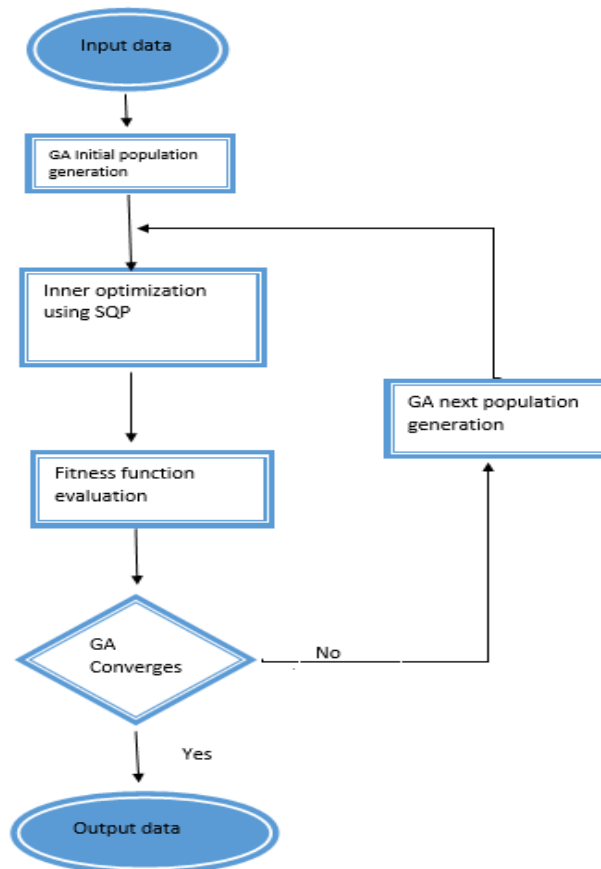 Input data
GA Initial population
generation
Inner optimization
using SQP
GA next population
generation
Fitness function
evaluation
GA
Converges
No
Yes
Output data